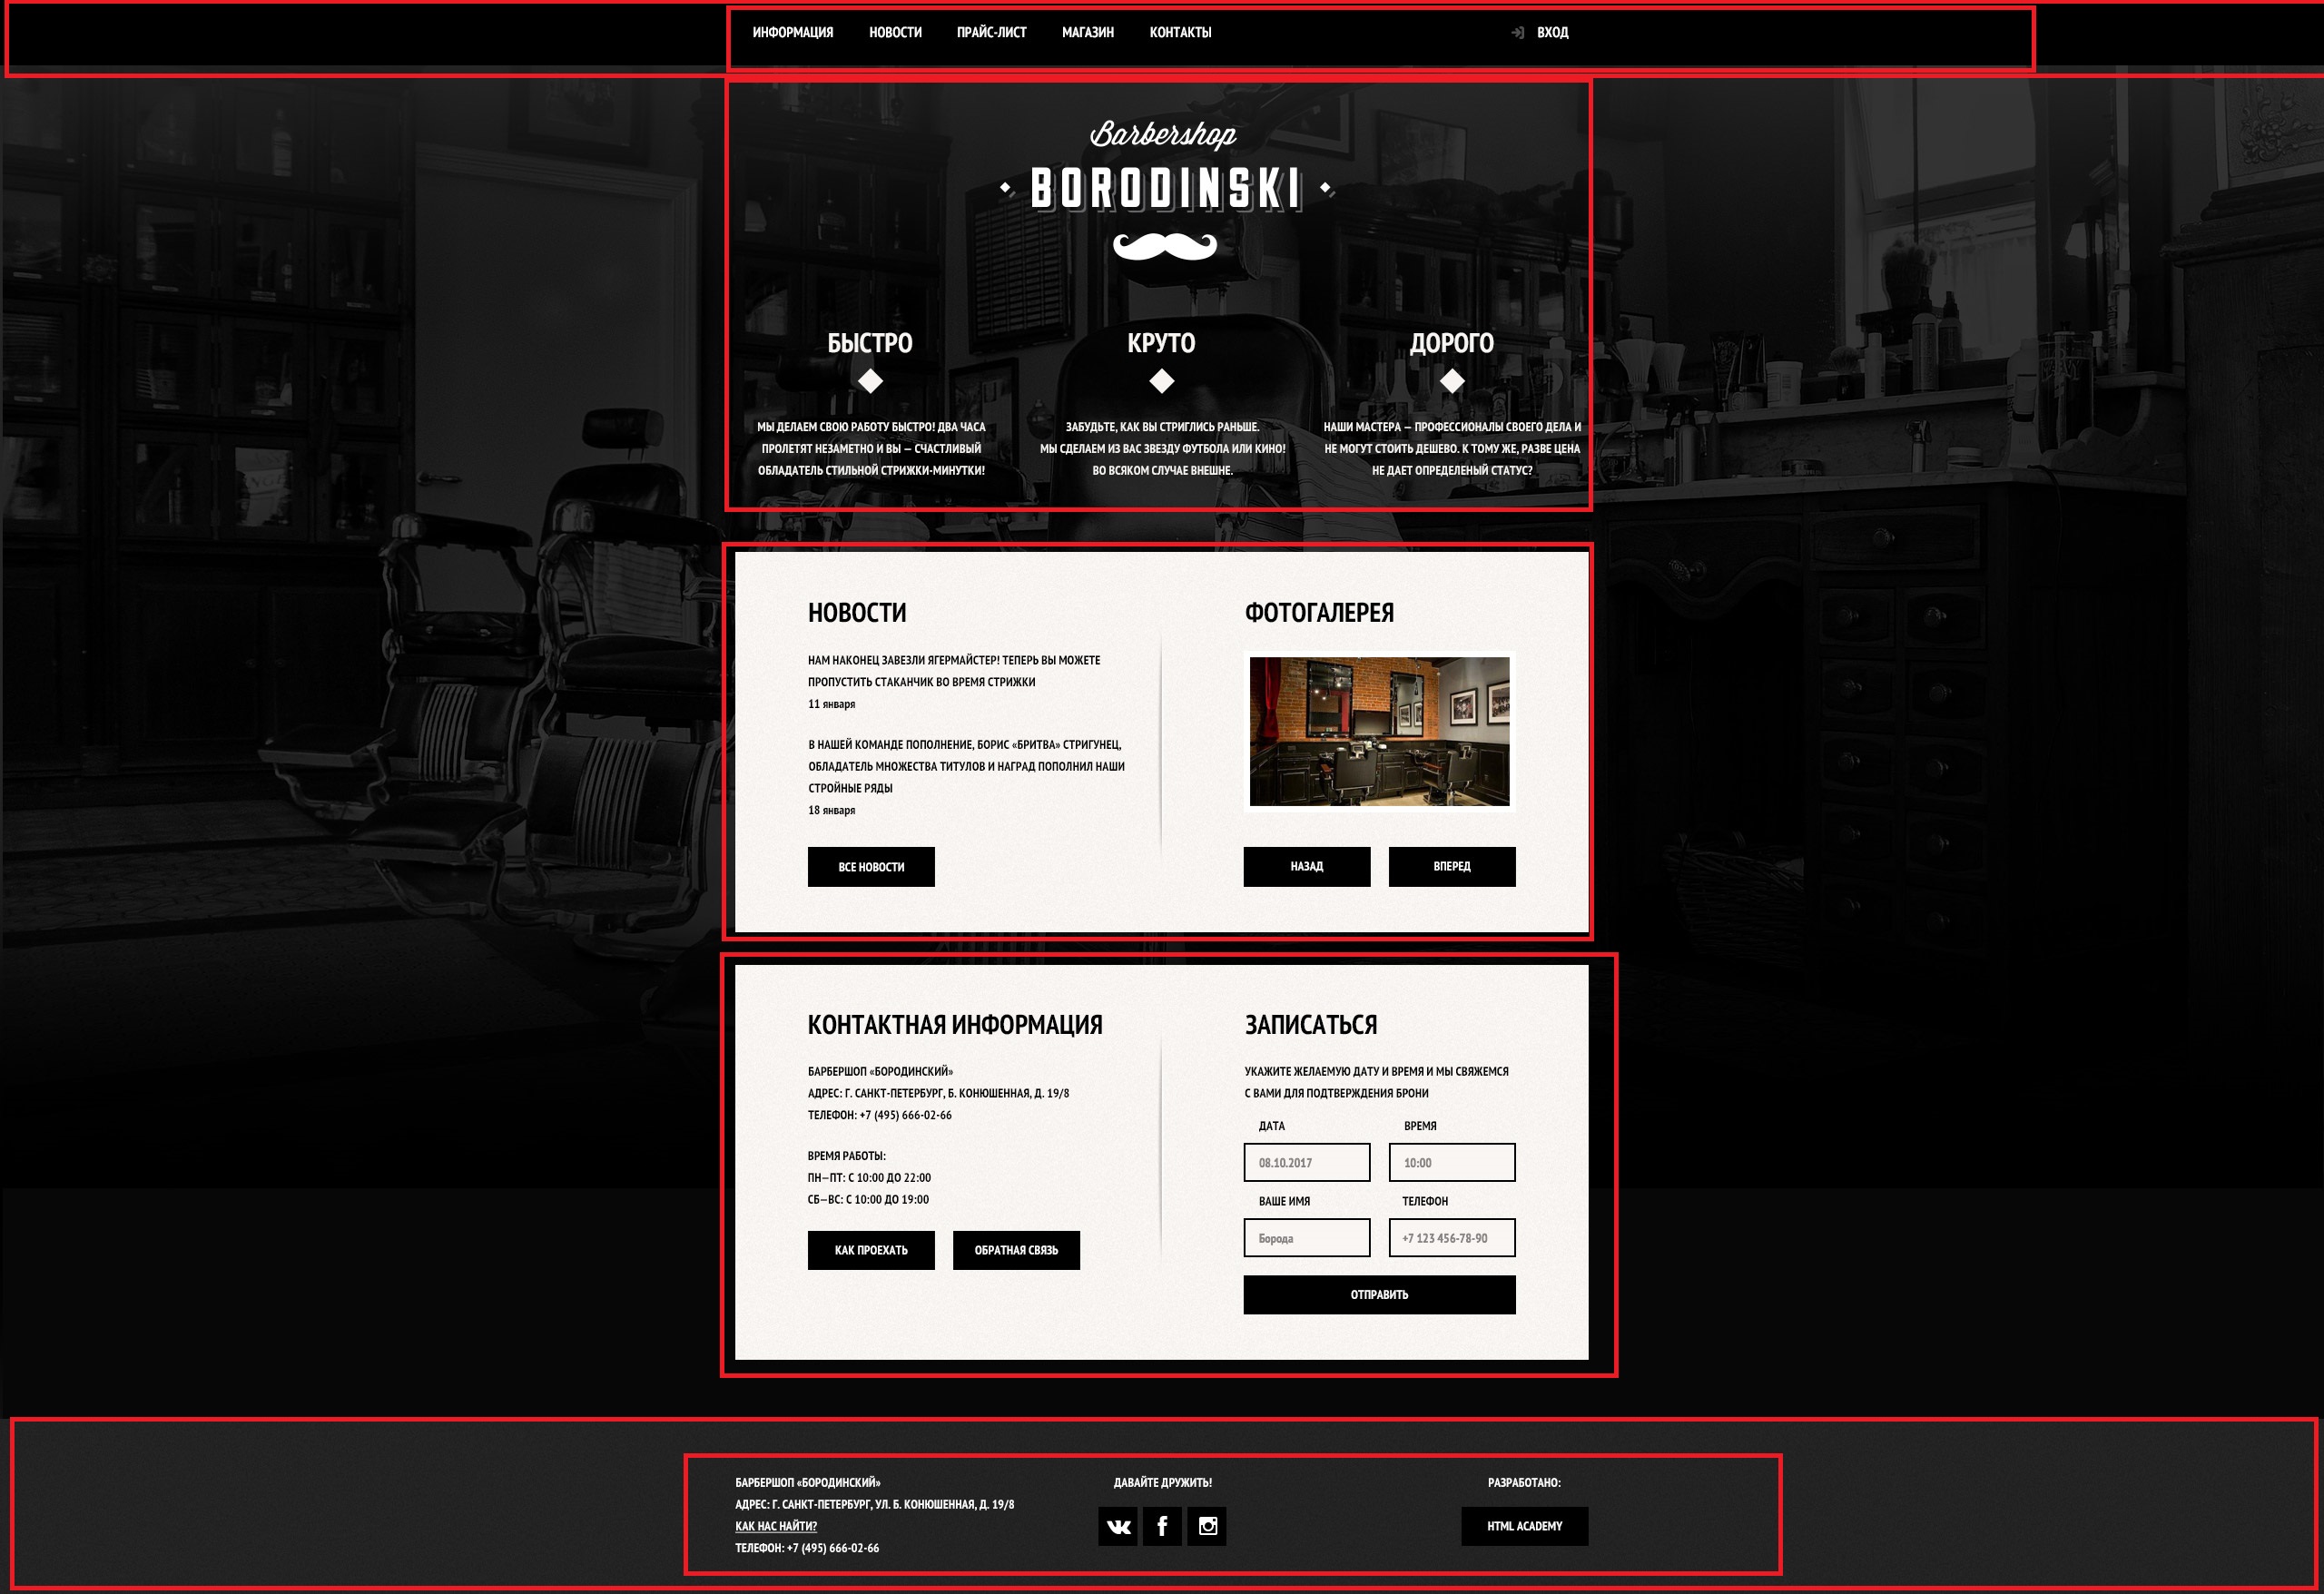 ИНФОРМАЦИЯ НОВОСТИ ПРАЙС-ЛИСТ МАГАЗИН КОНТАКТЫ ВХОД
Barbershop
BORODINSKI
БЫСТРО
МЫ ДЕЛАЕМ СВОЮ РАБОТУ БЫСТРО! ДВА ЧАСА
ПРОЛЕТЯТ НЕЗАМЕТНО И ВЫ — СЧАСТЛИВЫЙ
ОБЛАДАТЕЛЬ СТИЛЬНОЙ СТРИЖКИ-МИНУТКИ!
КРУТО
ЗАБУДЬТЕ, КАК ВЫ СТРИГЛИСЬ РАНЬШЕ.
МЫ СДЕЛАЕМ ИЗ ВАС ЗВЕЗДУ ФУТБОЛА ИЛИ КИНО!
ВО ВСЯКОМ СЛУЧАЕ ВНЕШНЕ.
ДОРОГО
НАШИ МАСТЕРА — ПРОФЕССИОНАЛЫ СВОЕГО ДЕЛА И
НЕ МОГУТ СТОИТЬ ДЕШЕВО. К ТОМУ ЖЕ, РАЗВЕ ЦЕНА
НЕ ДАЕТ ОПРЕДЕЛЕНЫЙ СТАТУС?
НОВОСТИ
НАМ НАКОНЕЦ ЗАВЕЗЛИ ЯГЕРМАЙСТЕР! ТЕПЕРЬ ВЫ МОЖЕТЕ
ПРОПУСТИТЬ СТАКАНЧИК ВО ВРЕМЯ СТРИЖКИ
11 января
В НАШЕЙ КОМАНДЕ ПОПОЛНЕНИЕ, БОРИС «БРИТВА» СТРИГУНЕЦ,
ОБЛАДАТЕЛЬ МНОЖЕСТВА ТИТУЛОВ И НАГРАД ПОПОЛНИЛ НАШИ
СТРОЙНЫЕ РЯДЫ
18 января
ВСЕ НОВОСТИ
ФОТОГАЛЕРЕЯ
НАЗАД ВПЕРЕД
КОНТАКТНАЯ ИНФОРМАЦИЯ
БАРБЕРШОП «БОРОДИНСКИЙ»
АДРЕС: Г. САНКТ-ПЕТЕРБУРГ, Б. КОНЮШЕННАЯ, Д. 19/8
ТЕЛЕФОН: +7 (495) 666-02-66
ВРЕМЯ РАБОТЫ:
ПН—ПТ: С 10:00 ДО 22:00
СБ—ВС: С 10:00 ДО 19:00
КАК ПРОЕХАТЬ ОБРАТНАЯ СВЯЗЬ
ЗАПИСАТЬСЯ
УКАЖИТЕ ЖЕЛАЕМУЮ ДАТУ И ВРЕМЯ И МЫ СВЯЖЕМСЯ
С ВАМИ ДЛЯ ПОДТВЕРЖДЕНИЯ БРОНИ
ДАТА ВРЕМЯ
08.10.2017 10:00
ВАШЕ ИМЯ ТЕЛЕФОН
Борода +7 123 456-78-90
ОТПРАВИТЬ
БАРБЕРШОП «БОРОДИНСКИЙ»
АДРЕС: Г. САНКТ-ПЕТЕРБУРГ, УЛ. Б. КОНЮШЕННАЯ, Д. 19/8
КАК НАС НАЙТИ?
ТЕЛЕФОН: +7 (495) 666-02-66
ДАВАЙТЕ ДРУЖИТЬ!
РАЗРАБОТАНО:
HTML ACADEMY